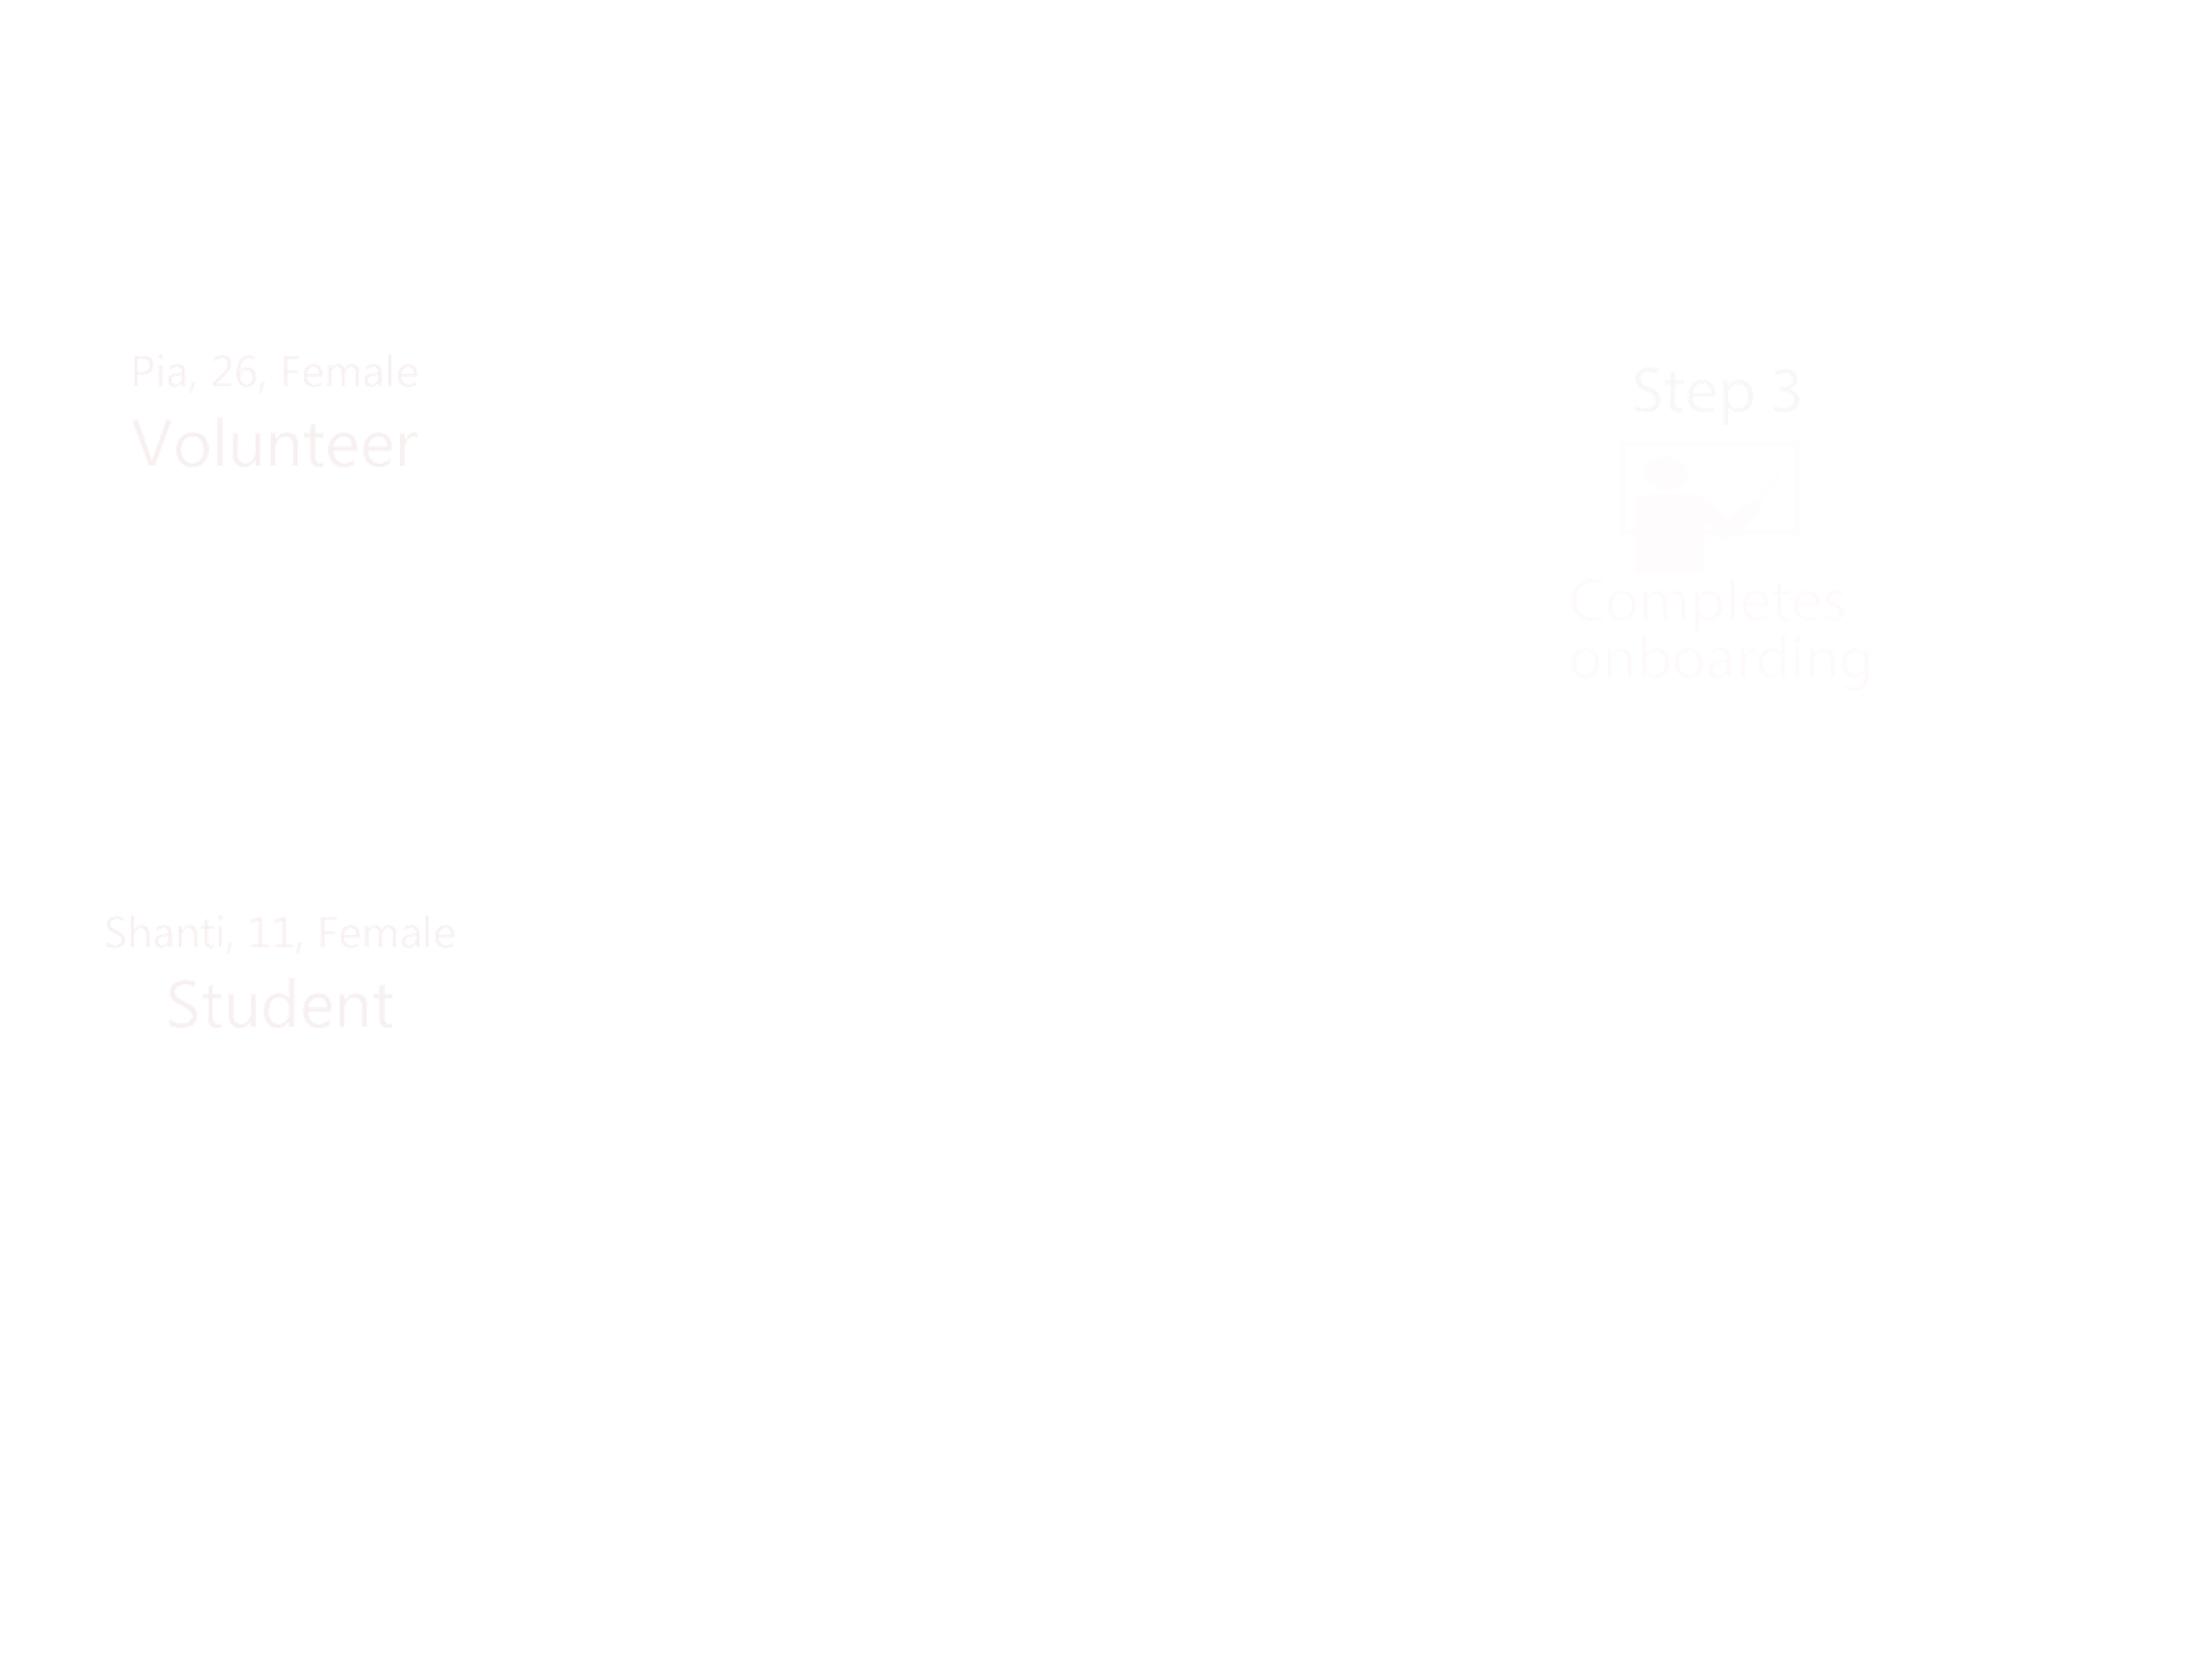 Pia, 26, Female
Volunteer
Step 3
Completes
onboarding
Shanti, 11, Female
Student